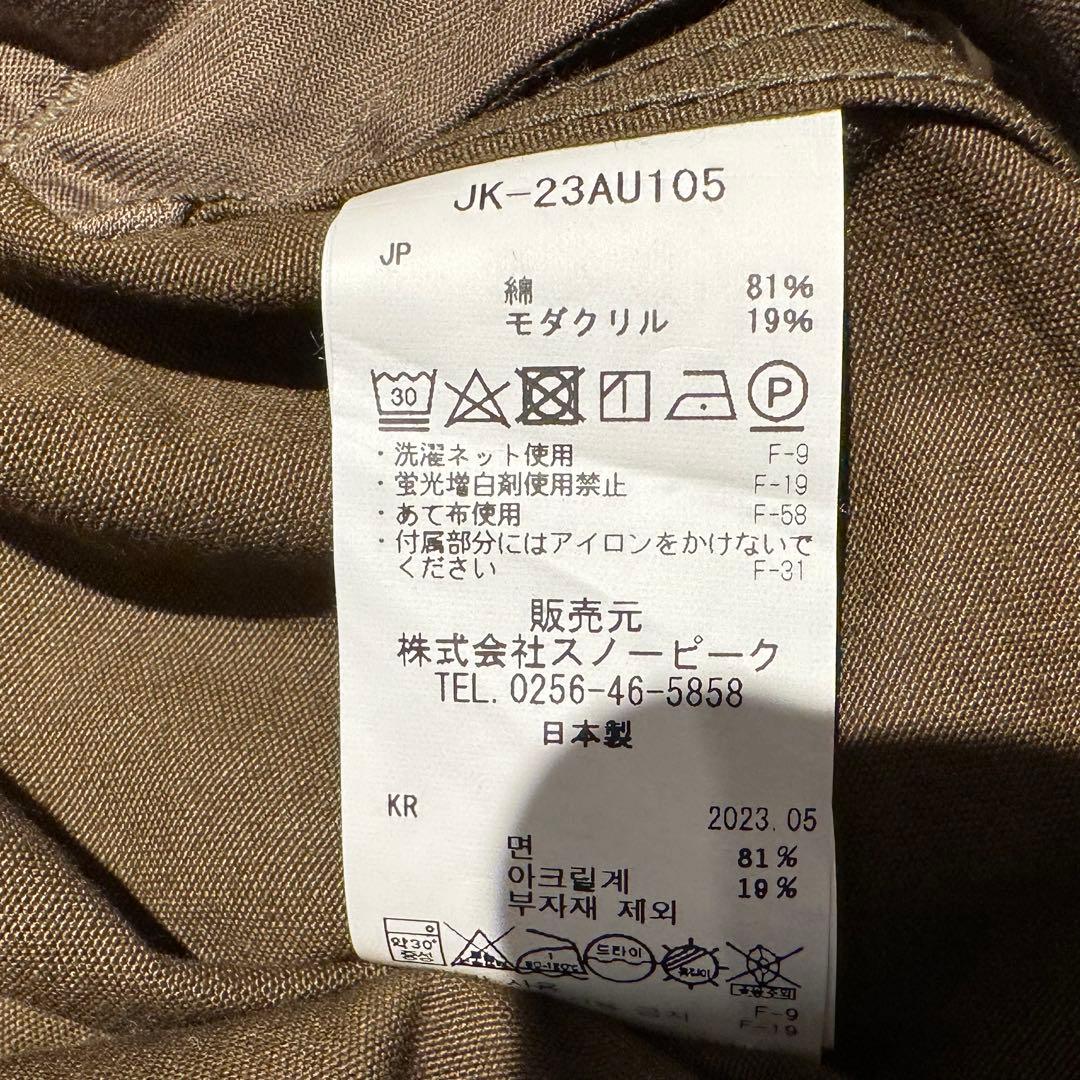 JK-23AU105
JP
綿 81%
モダクリル 19%
30
P
・洗濯ネット使用 F-9
・蛍光増白剤使用禁止 F-19
・あて布使用 F-58
・付属部分にはアイロンをかけないで
ください F-31
販売元
株式会社スノーピーク
TEL. 0256-46-5858
日本製
KR 2023.05
면 81%
아크릴계 19%
부자재 제외
약30° 드라이
중성
F-9
금지 F-19